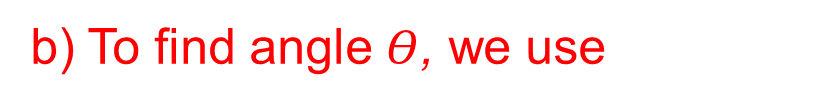 b) To find angle θ, we use